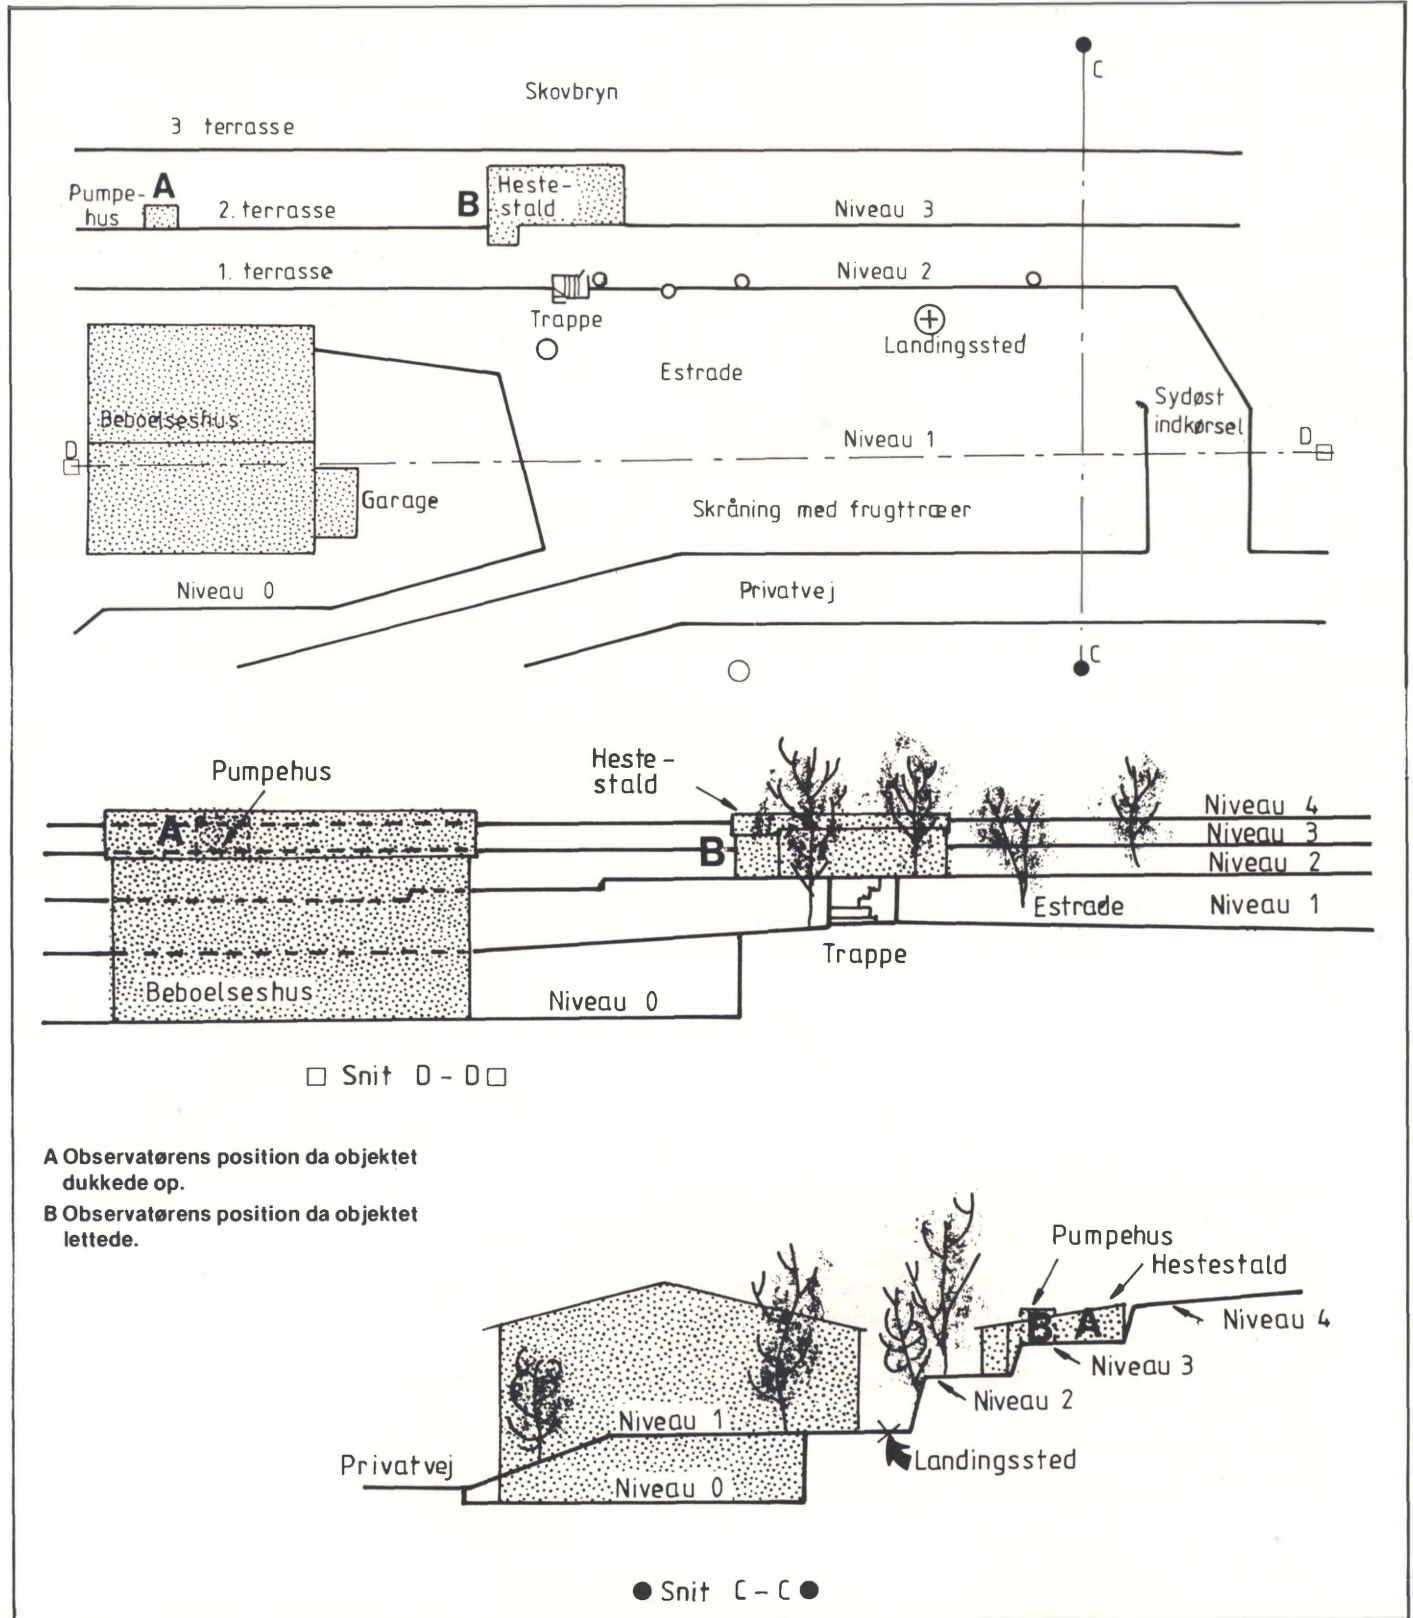 C
Skovbryn
3 terrasse
Pumpe-
hus
A
2. terrasse
B
Heste-
stald
Niveau 3
1. terrasse
Niveau 2
Trappe
Landingssted
Estrade
Beboelseshus
Sydøst
indkørsel
D
Niveau 1
D
Garage
Skråning med frugttræer
Niveau 0
Privatvej
C
Pumpehus
Heste-
stald
A
B
Niveau 4
Niveau 3
Niveau 2
Estrade
Niveau 1
Trappe
Beboelseshus
Niveau 0
Snit D - D
A Observatørens position da objektet
dukkede op.
B Observatørens position da objektet
lettede.
Pumpehus
Hestestald
B
A
Niveau 4
Niveau 3
Niveau 2
Niveau 1
Landingssted
Privatvej
Niveau 0
Snit C - C